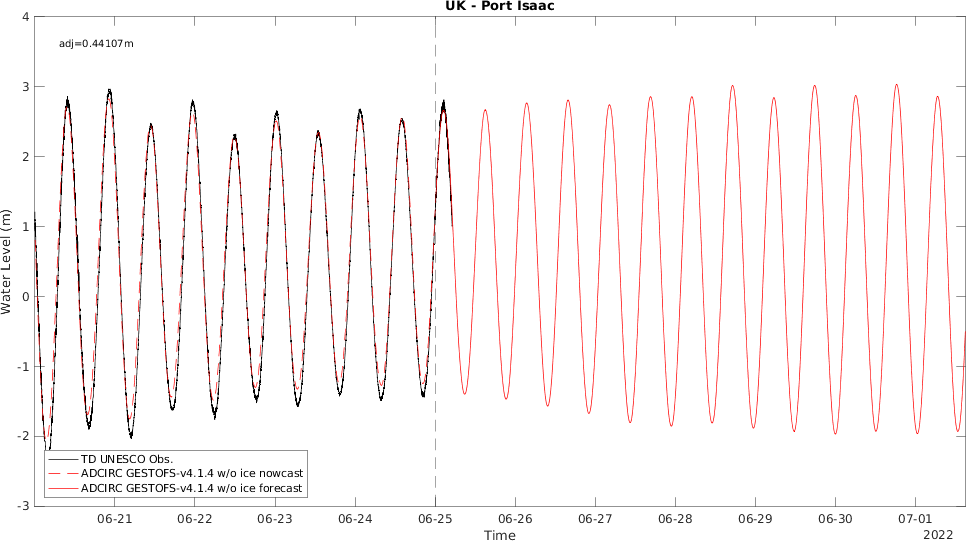 UK - Port Isaac
adj=0.44107m
4
3
2
1
0
-1
-2
-3
Water Level (m)
TD UNESCO Obs.
ADCIRC GESTOFS-v4.1.4 w/o ice nowcast
ADCIRC GESTOFS-v4.1.4 w/o ice forecast
06-21 06-22 06-23 06-24 06-25 06-26 06-27 06-28 06-29 06-30 07-01
Time
2022